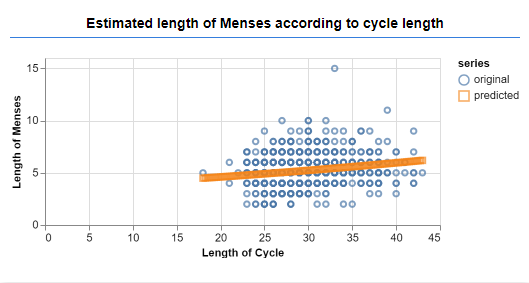 Estimated length of Menses according to cycle length
series
original
predicted
Length of Menses
15
10
5
0
0 5 10 15 20 25 30 35 40 45
Length of Cycle